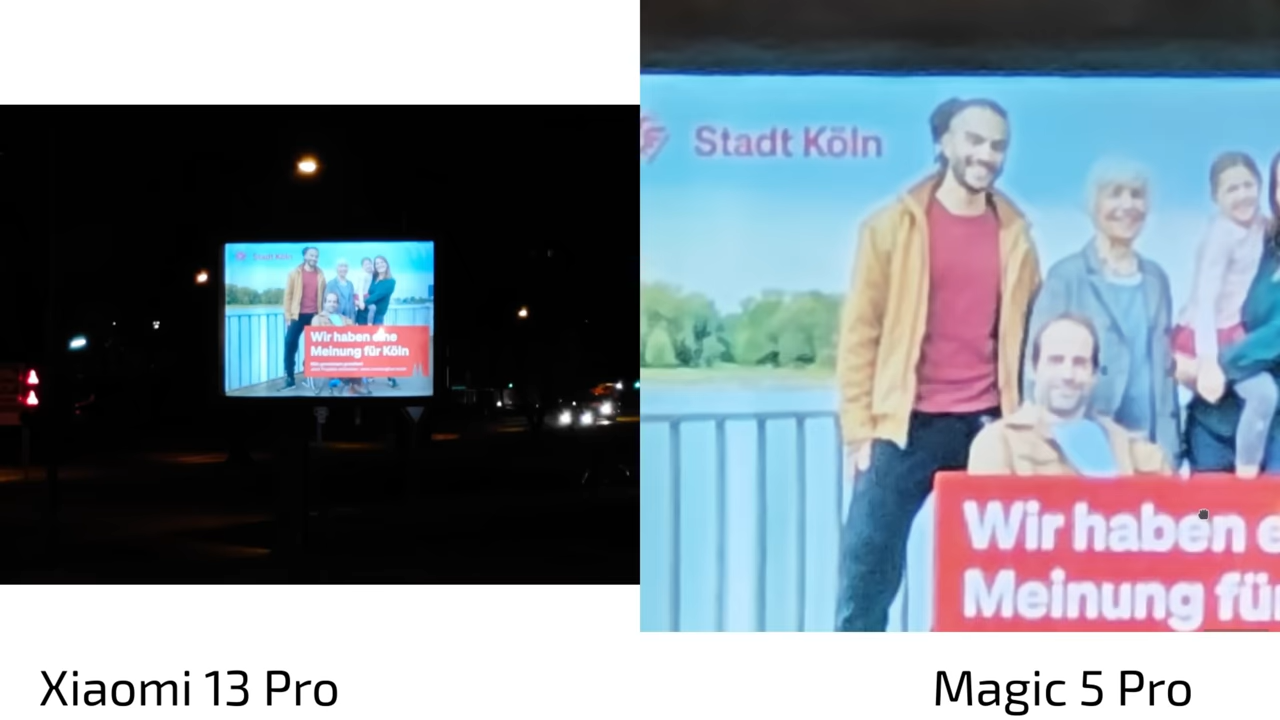 Stadt Köln
Wir haben eine
Meinung für Köln
Stadt Köln
Wir haben e
Meinung für
Xiaomi 13 Pro
Magic 5 Pro